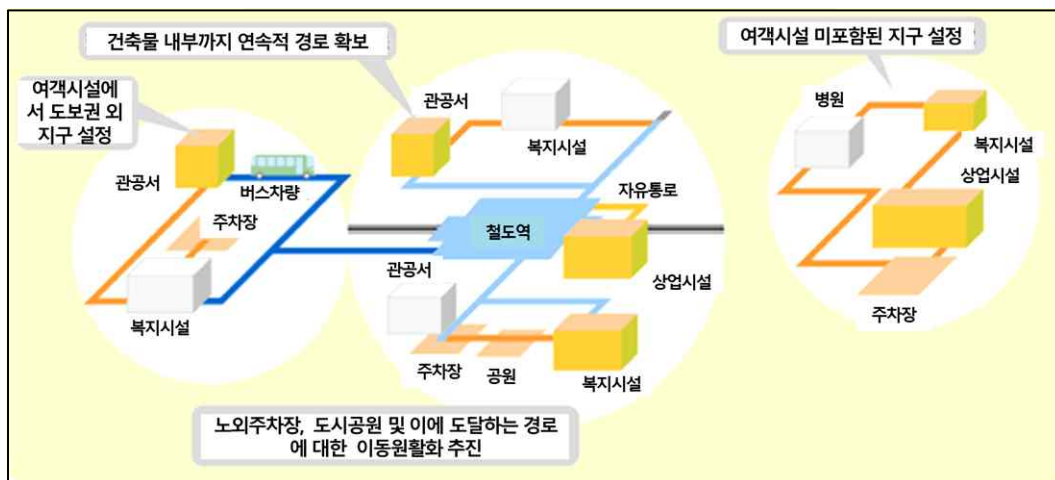 건축물 내부까지 연속적 경로 확보
여객시설 미포함된 지구 설정
여객시설에
서 도보권 외
지구 설정
관공서
버스차량
주차장
복지시설
관공서
복지시설
자유통로
철도역
관공서
상업시설
주차장
공원
복지시설
병원
복지시설
상업시설
주차장
노외주차장, 도시공원 및 이에 도달하는 경로
에 대한 이동원활화 추진